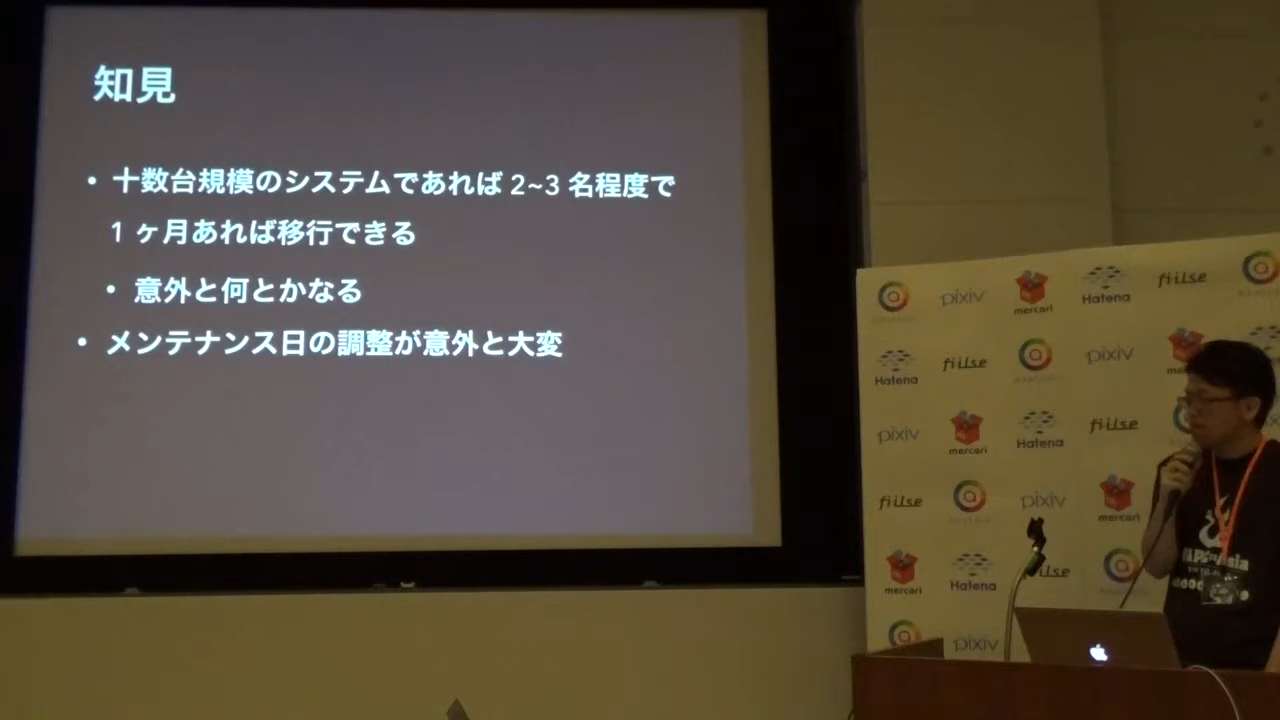 知見
• 十数台規模のシステムであれば 2~3 名程度で
1 ヶ月あれば移行できる
• 意外と何とかなる
• メンテナンス日の調整が意外と大変
pixiv mercari Hatena fiilse
Hatena fiilse pixiv
pixiv mercari Hatena fiilse
fiilse pixiv mercari
mercari Hatena
pixiv